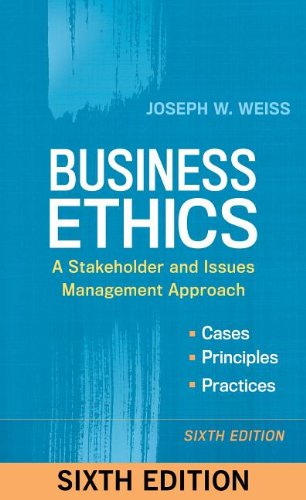 JOSEPH W. WEISS
BUSINESS
ETHICS
A Stakeholder and Issues
Management Approach
▪ Cases
▪ Principles
▪ Practices
SIXTH EDITION
SIXTH EDITION